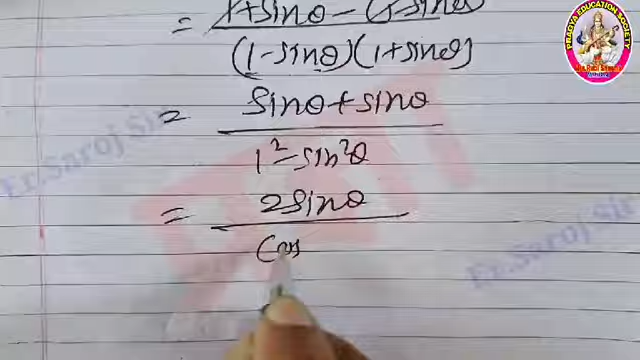 = 1+sinθ - (1-sinθ)
(1-sinθ)(1+sinθ)
= sinθ+sinθ
1²-sin²θ
= 2sinθ
Cos
PRAGYA EDUCATION SOCIETY
Er.Saroj Sir
Er.Saroj Sir